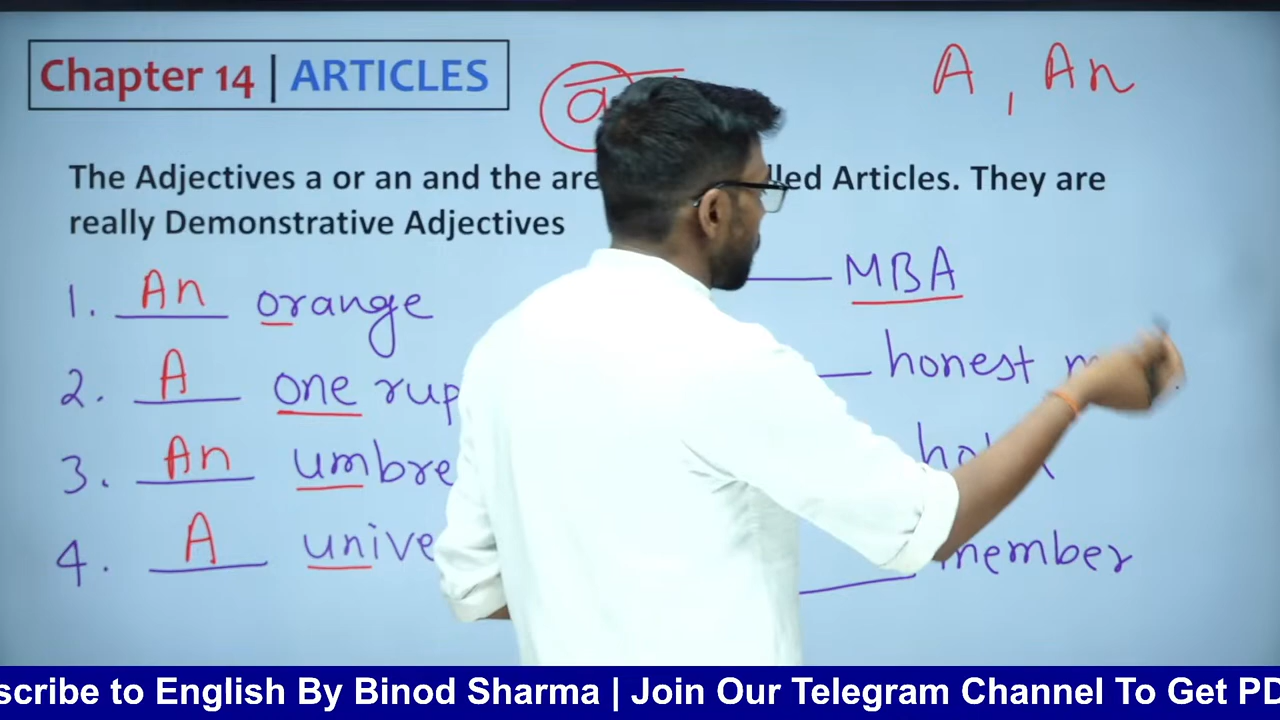 Chapter 14 | ARTICLES
a
A, An
The Adjectives a or an and the are lled Articles. They are
really Demonstrative Adjectives
1. An orange
2. A one rup
3. An umbre
4. A unive
MBA
honest
member
scribe to English By Binod Sharma | Join Our Telegram Channel To Get PD